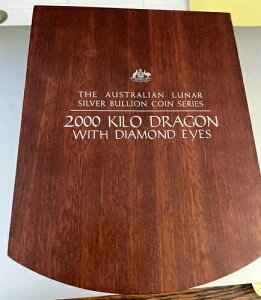 THE AUSTRALIAN LUNAR
SILVER BULLION COIN SERIES
2000 KILO DRAGON
WITH DIAMOND EYES